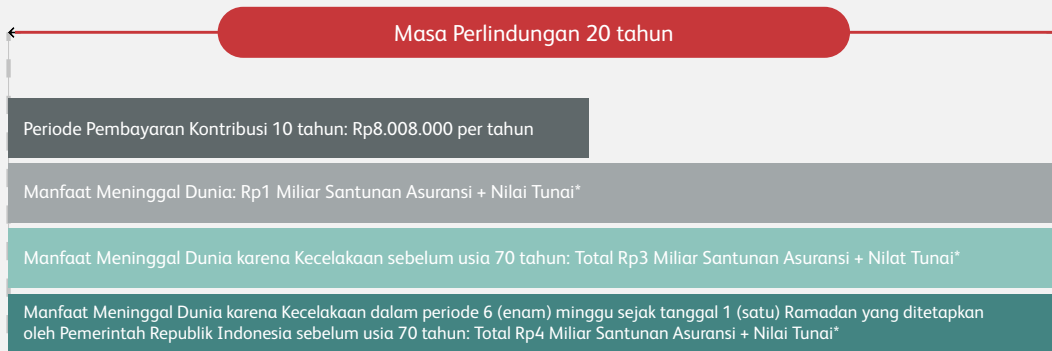 Masa Perlindungan 20 tahun
Periode Pembayaran Kontribusi 10 tahun: Rp8.008.000 per tahun
Manfaat Meninggal Dunia: Rp1 Miliar Santunan Asuransi + Nilai Tunai*
Manfaat Meninggal Dunia karena Kecelakaan sebelum usia 70 tahun: Total Rp3 Miliar Santunan Asuransi + Nilat Tunai*
Manfaat Meninggal Dunia karena Kecelakaan dalam periode 6 (enam) minggu sejak tanggal 1 (satu) Ramadan yang ditetapkan
oleh Pemerintah Republik Indonesia sebelum usia 70 tahun: Total Rp4 Miliar Santunan Asuransi + Nilai Tunai*